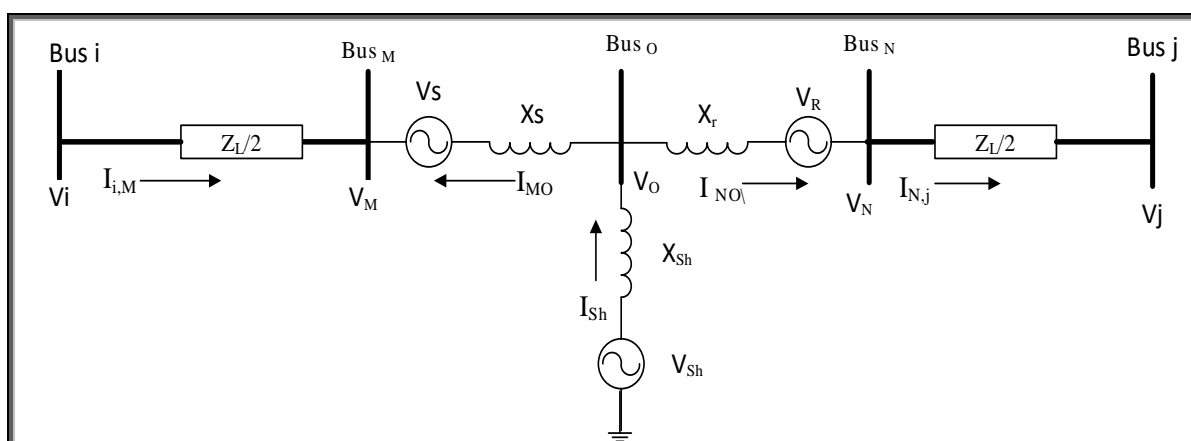 Bus i
Bus M
Bus O
Bus N
Bus j
Vs
Xs
Xr
VR
ZL/2
ZL/2
Ii,M
IMO
INO\
IN,j
Vi
VM
VO
VN
Vj
XSh
ISh
VSh